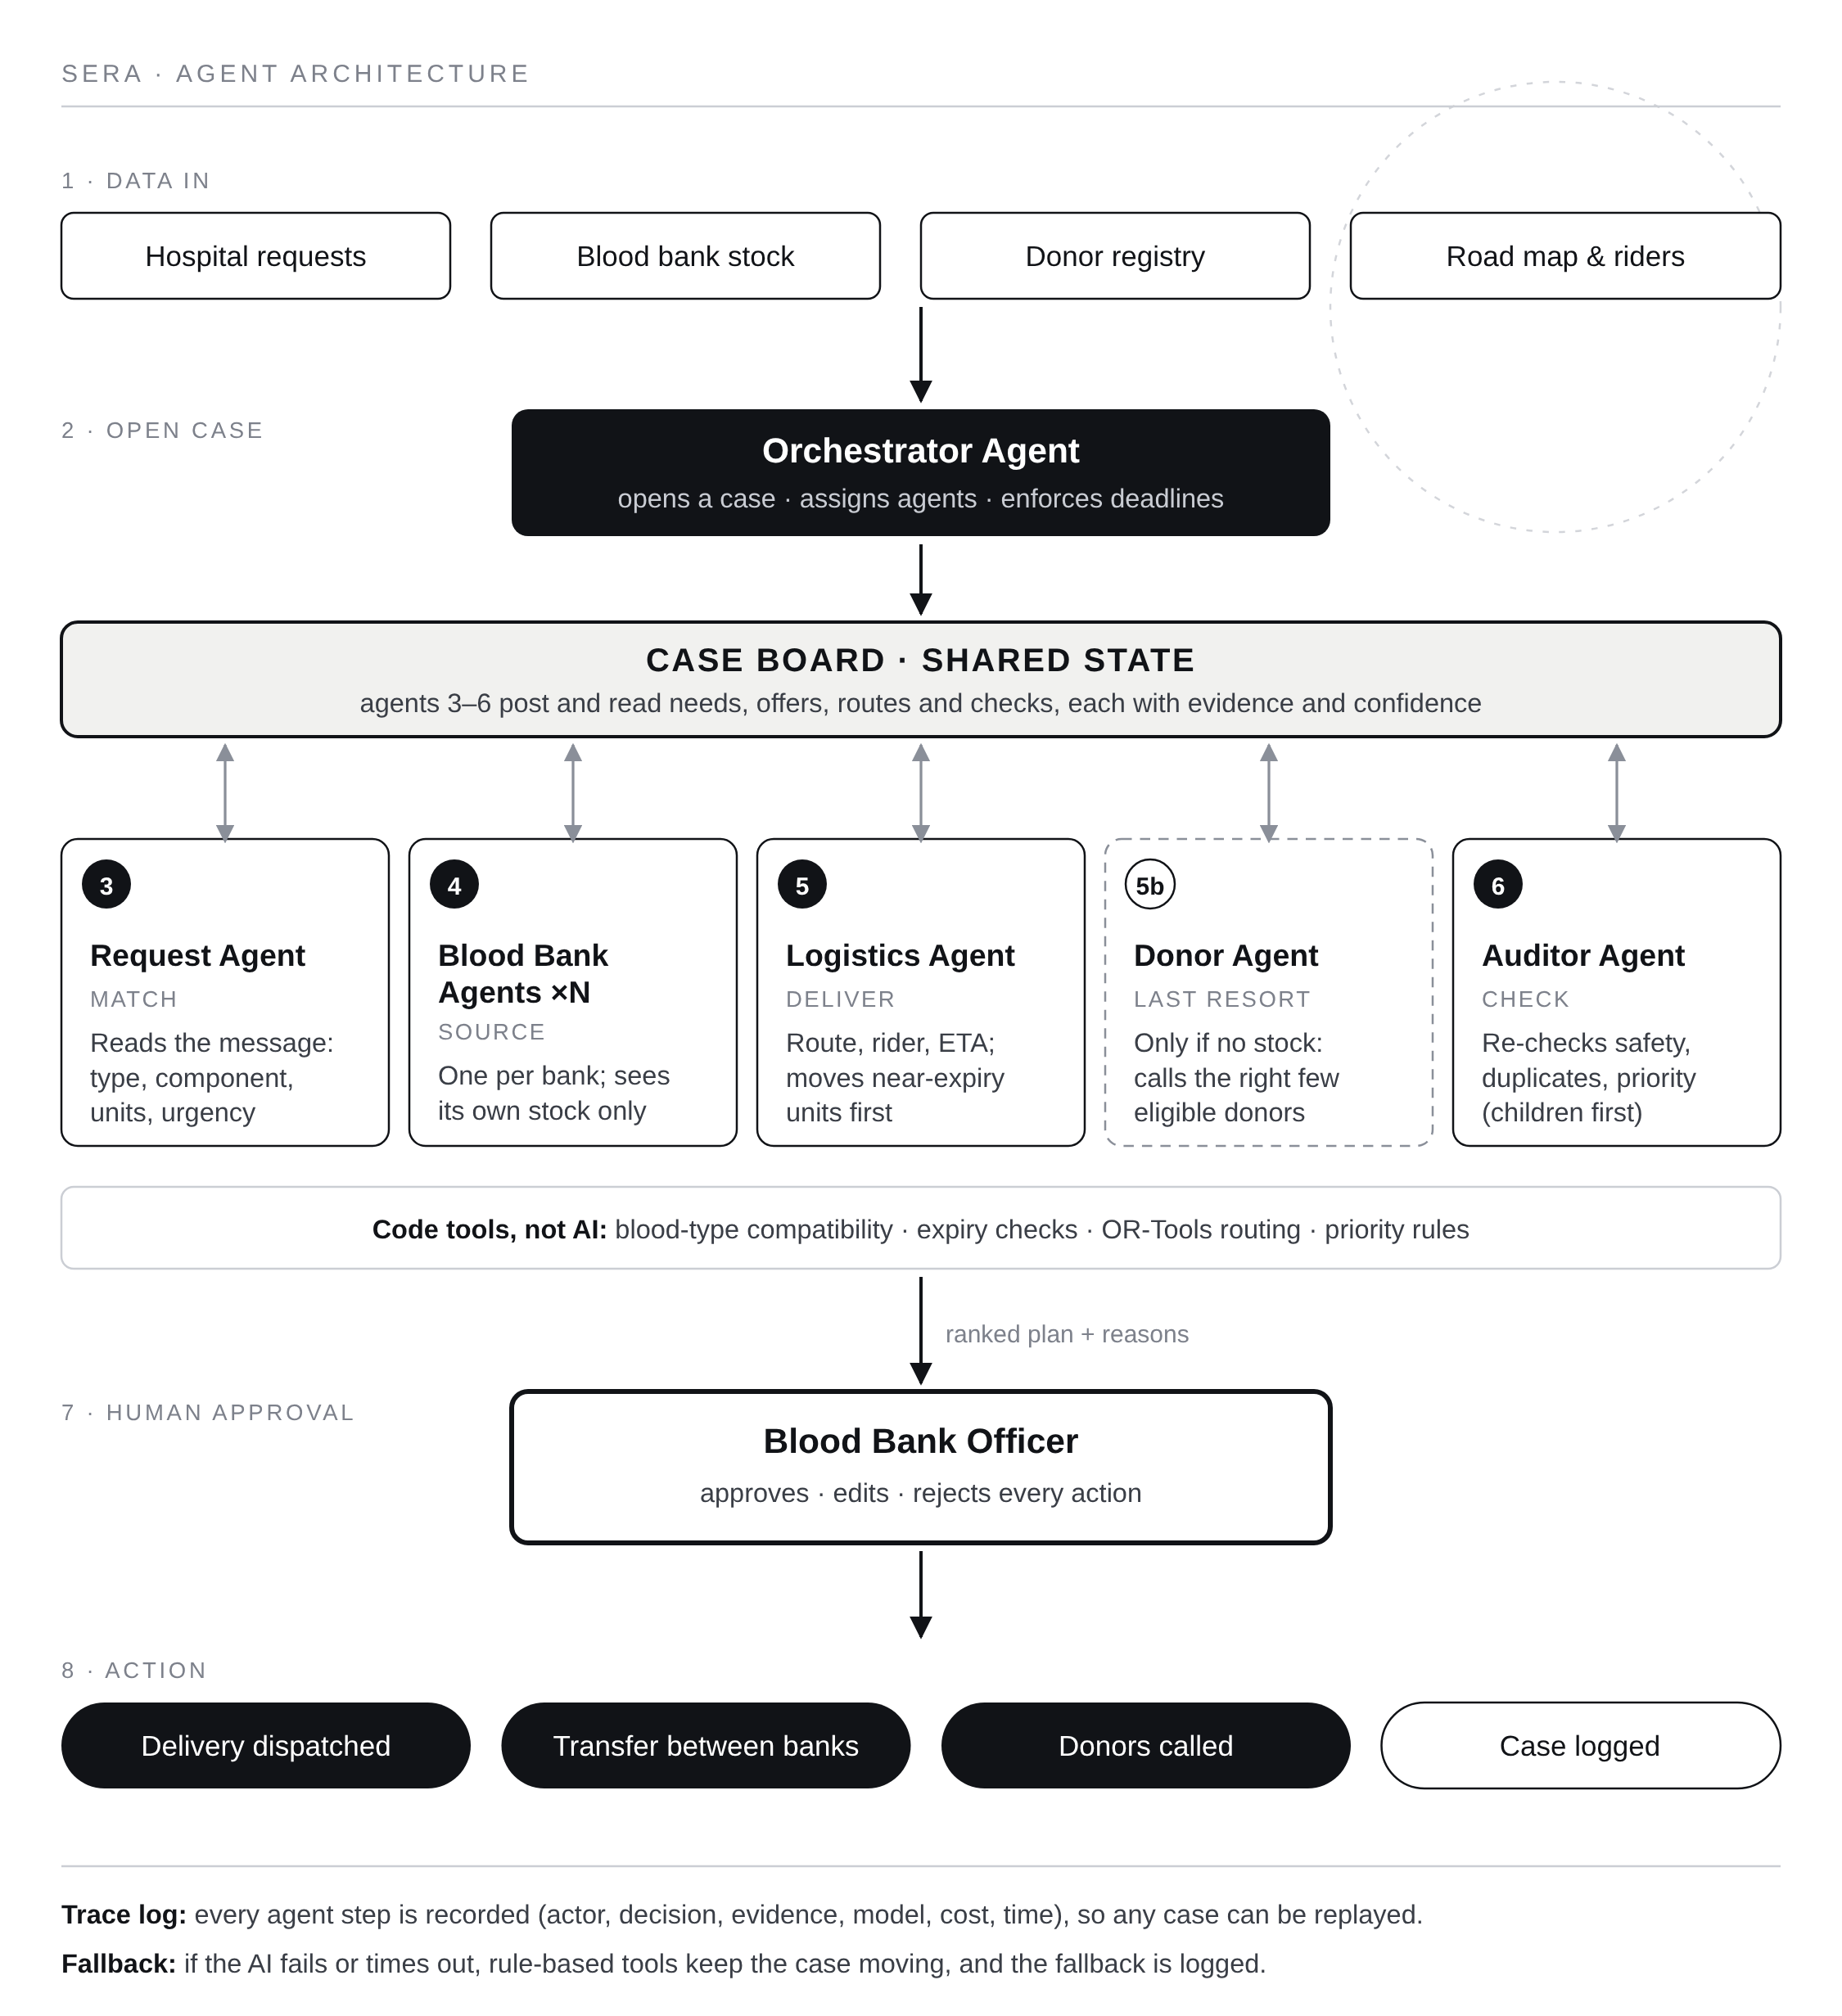 SERA · AGENT ARCHITECTURE
1 · DATA IN
Hospital requests
Blood bank stock
Donor registry
Road map & riders
2 · OPEN CASE
Orchestrator Agent
opens a case · assigns agents · enforces deadlines
CASE BOARD · SHARED STATE
agents 3–6 post and read needs, offers, routes and checks, each with evidence and confidence
3
Request Agent
MATCH
Reads the message:
type, component,
units, urgency
4
Blood Bank
Agents ×N
SOURCE
One per bank; sees
its own stock only
5
Logistics Agent
DELIVER
Route, rider, ETA;
moves near-expiry
units first
5b
Donor Agent
LAST RESORT
Only if no stock:
calls the right few
eligible donors
6
Auditor Agent
CHECK
Re-checks safety,
duplicates, priority
(children first)
Code tools, not AI: blood-type compatibility · expiry checks · OR-Tools routing · priority rules
ranked plan + reasons
7 · HUMAN APPROVAL
Blood Bank Officer
approves · edits · rejects every action
8 · ACTION
Delivery dispatched
Transfer between banks
Donors called
Case logged
Trace log: every agent step is recorded (actor, decision, evidence, model, cost, time), so any case can be replayed.
Fallback: if the AI fails or times out, rule-based tools keep the case moving, and the fallback is logged.